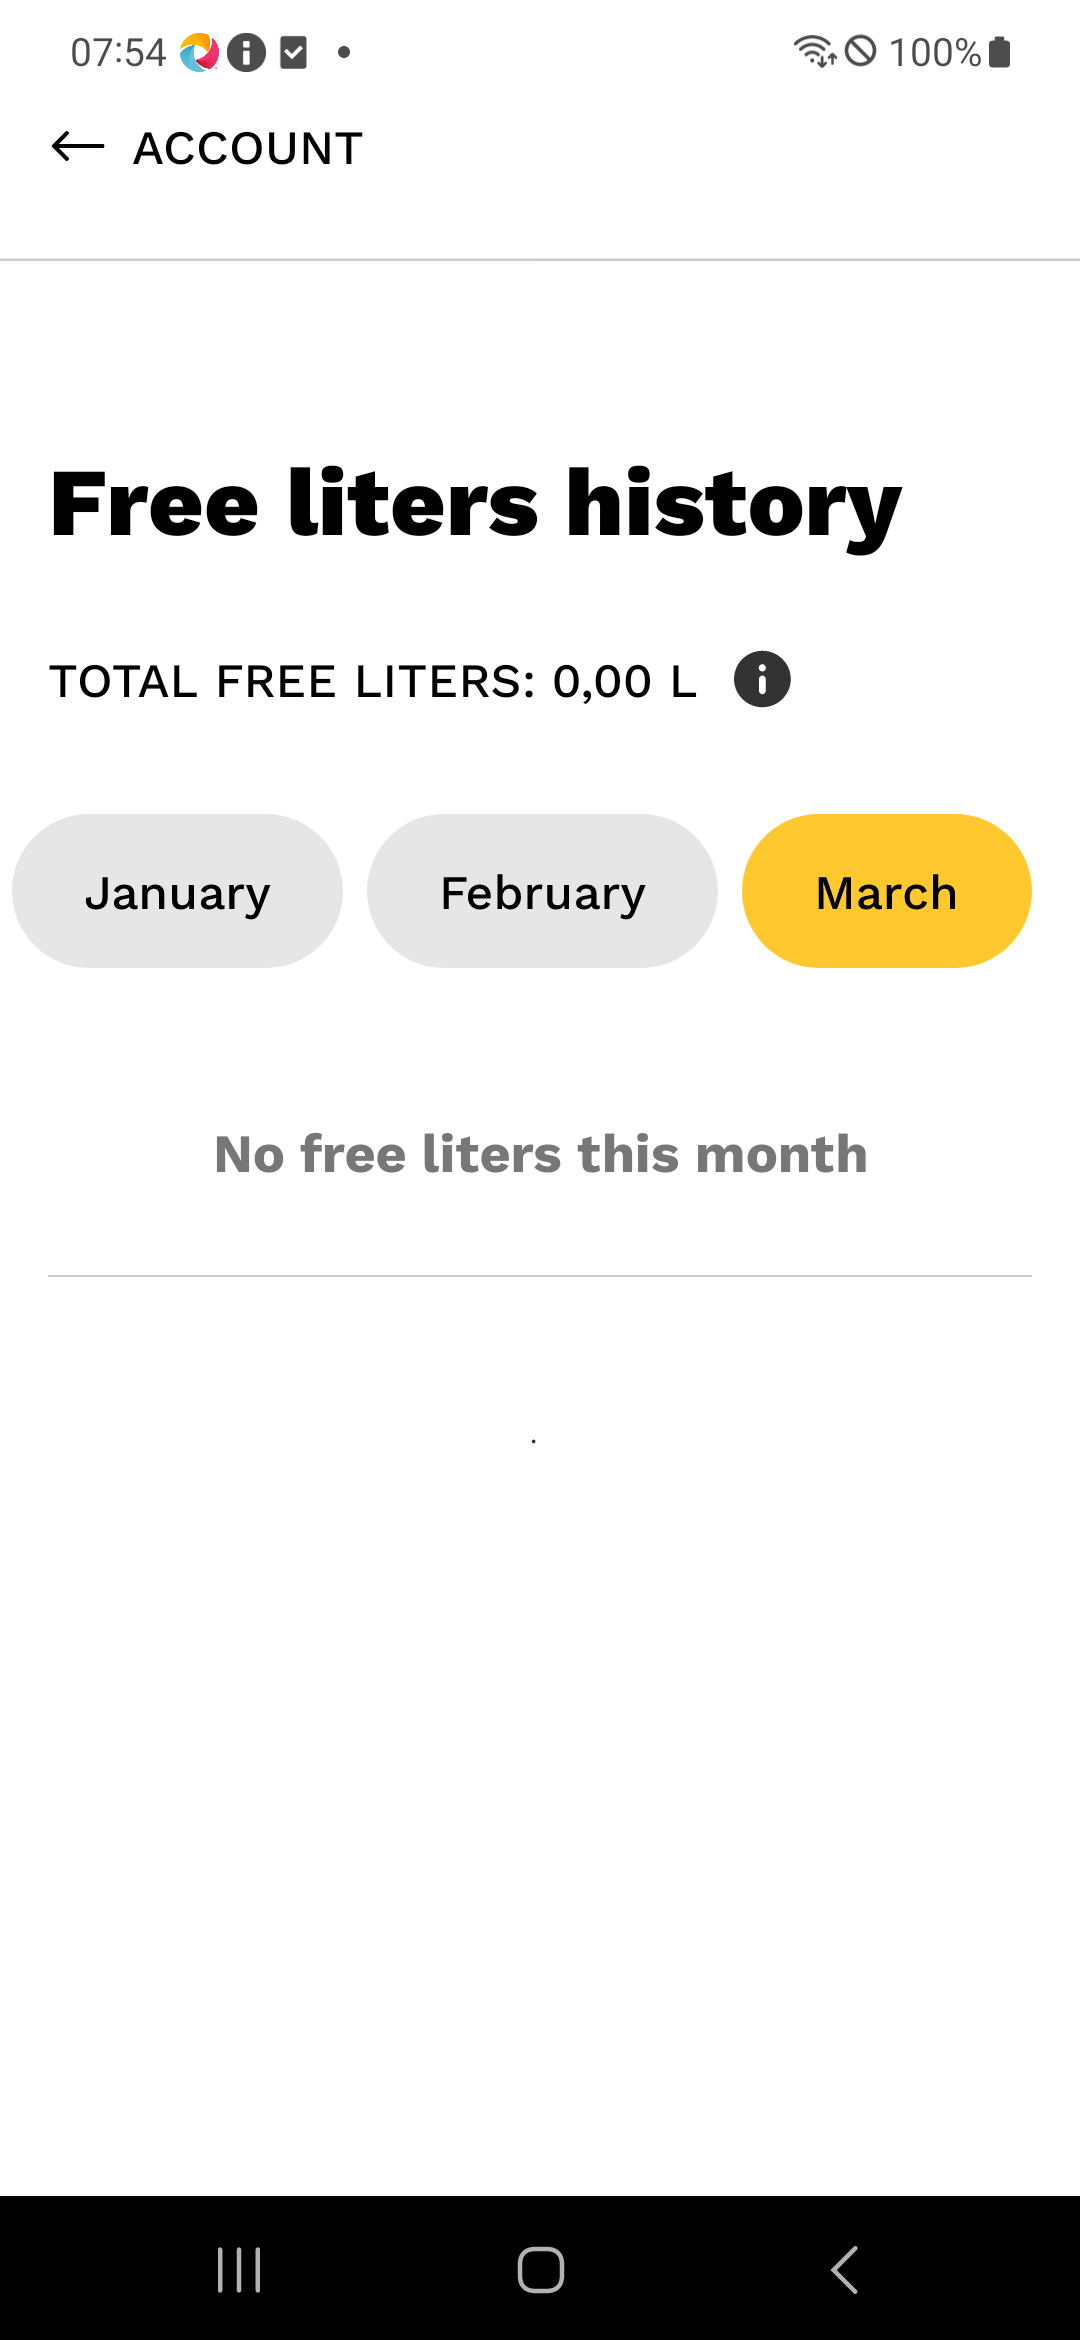 07:54 100%
ACCOUNT
Free liters history
TOTAL FREE LITERS: 0,00 L
January February March
No free liters this month